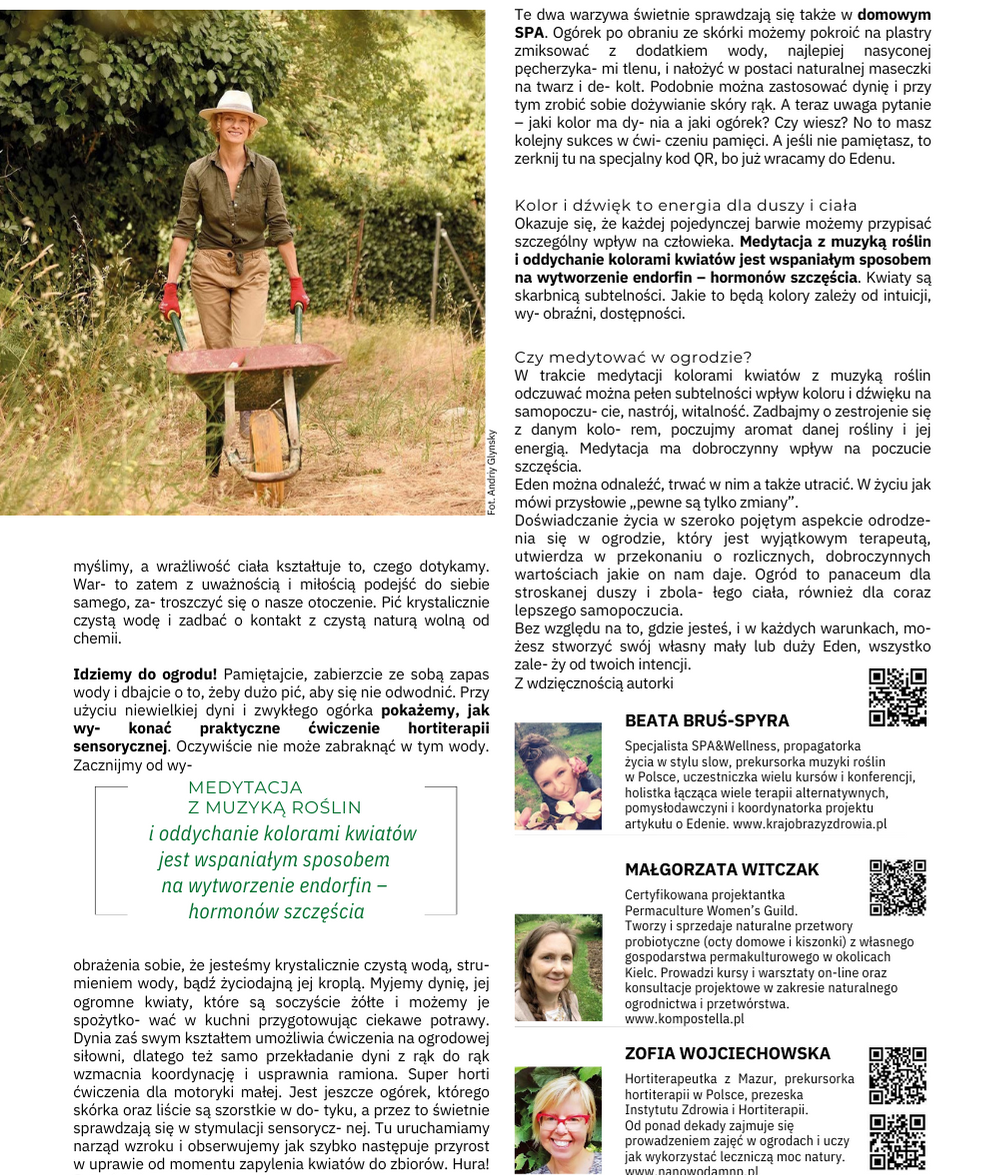 Fot. Andriy Glynsky
myślimy, a wrażliwość ciała kształtuje to, czego dotykamy.
War- to zatem z uważnością i miłością podejść do siebie
samego, za- troszczyć się o nasze otoczenie. Pić krystalicznie
czystą wodę i zadbać o kontakt z czystą naturą wolną od
chemii.
Idziemy do ogrodu! Pamiętajcie, zabierzcie ze sobą zapas
wody i dbajcie o to, żeby dużo pić, aby się nie odwodnić. Przy
użyciu niewielkiej dyni i zwykłego ogórka pokażemy, jak
wy- konać praktyczne ćwiczenie hortiterapii
sensorycznej. Oczywiście nie może zabraknąć w tym wody.
Zacznijmy od wy-
MEDYTACJA
Z MUZYKĄ ROŚLIN
i oddychanie kolorami kwiatów
jest wspaniałym sposobem
na wytworzenie endorfin –
hormonów szczęścia
obrażenia sobie, że jesteśmy krystalicznie czystą wodą, stru-
mieniem wody, bądź życiodajną jej kroplą. Myjemy dynię, jej
ogromne kwiaty, które są soczyście żółte i możemy je
spożytko- wać w kuchni przygotowując ciekawe potrawy.
Dynia zaś swym kształtem umożliwia ćwiczenia na ogrodowej
siłowni, dlatego też samo przekładanie dyni z rąk do rąk
wzmacnia koordynację i usprawnia ramiona. Super horti
ćwiczenia dla motoryki małej. Jest jeszcze ogórek, którego
skórka oraz liście są szorstkie w do- tyku, a przez to świetnie
sprawdzają się w stymulacji sensorycz- nej. Tu uruchamiamy
narząd wzroku i obserwujemy jak szybko następuje przyrost
w uprawie od momentu zapylenia kwiatów do zbiorów. Hura!
Te dwa warzywa świetnie sprawdzają się także w domowym
SPA. Ogórek po obraniu ze skórki możemy pokroić na plastry
zmiksować z dodatkiem wody, najlepiej nasyconej
pęcherzyka- mi tlenu, i nałożyć w postaci naturalnej maseczki
na twarz i de- kolt. Podobnie można zastosować dynię i przy
tym zrobić sobie dożywianie skóry rąk. A teraz uwaga pytanie
– jaki kolor ma dy- nia a jaki ogórek? Czy wiesz? No to masz
kolejny sukces w ćwi- czeniu pamięci. A jeśli nie pamiętasz, to
zerknij tu na specjalny kod QR, bo już wracamy do Edenu.
Kolor i dźwięk to energia dla duszy i ciała
Okazuje się, że każdej pojedynczej barwie możemy przypisać
szczególny wpływ na człowieka. Medytacja z muzyką roślin
i oddychanie kolorami kwiatów jest wspaniałym sposobem
na wytworzenie endorfin – hormonów szczęścia. Kwiaty są
skarbnicą subtelności. Jakie to będą kolory zależy od intuicji,
wy- obraźni, dostępności.
Czy medytować w ogrodzie?
W trakcie medytacji kolorami kwiatów z muzyką roślin
odczuwać można pełen subtelności wpływ koloru i dźwięku na
samopoczu- cie, nastrój, witalność. Zadbajmy o zestrojenie się
z danym kolo- rem, poczujmy aromat danej rośliny i jej
energią. Medytacja ma dobroczynny wpływ na poczucie
szczęścia.
Eden można odnaleźć, trwać w nim a także utracić. W życiu jak
mówi przysłowie „pewne są tylko zmiany”.
Doświadczanie życia w szeroko pojętym aspekcie odrodze-
nia się w ogrodzie, który jest wyjątkowym terapeutą,
utwierdza w przekonaniu o rozlicznych, dobroczynnych
wartościach jakie on nam daje. Ogród to panaceum dla
stroskanej duszy i zbola- łego ciała, również dla coraz
lepszego samopoczucia.
Bez względu na to, gdzie jesteś, i w każdych warunkach, mo-
żesz stworzyć swój własny mały lub duży Eden, wszystko
zale- ży od twoich intencji.
Z wdzięcznością autorki
BEATA BRUŚ-SPYRA
Specjalista SPA&Wellness, propagatorka
życia w stylu slow, prekursorka muzyki roślin
w Polsce, uczestniczka wielu kursów i konferencji,
holistka łącząca wiele terapii alternatywnych,
pomysłodawczyni i koordynatorka projektu
artykułu o Edenie. www.krajobrazyzdrowia.pl
MAŁGORZATA WITCZAK
Certyfikowana projektantka
Permaculture Women’s Guild.
Tworzy i sprzedaje naturalne przetwory
probiotyczne (octy domowe i kiszonki) z własnego
gospodarstwa permakulturowego w okolicach
Kielc. Prowadzi kursy i warsztaty on-line oraz
konsultacje projektowe w zakresie naturalnego
ogrodnictwa i przetwórstwa.
www.kompostella.pl
ZOFIA WOJCIECHOWSKA
Hortiterapeutka z Mazur, prekursorka
hortiterapii w Polsce, prezeska
Instytutu Zdrowia i Hortiterapii.
Od ponad dekady zajmuje się
prowadzeniem zajęć w ogrodach i uczy
jak wykorzystać leczniczą moc natury.
www.nanowodamnp.pl